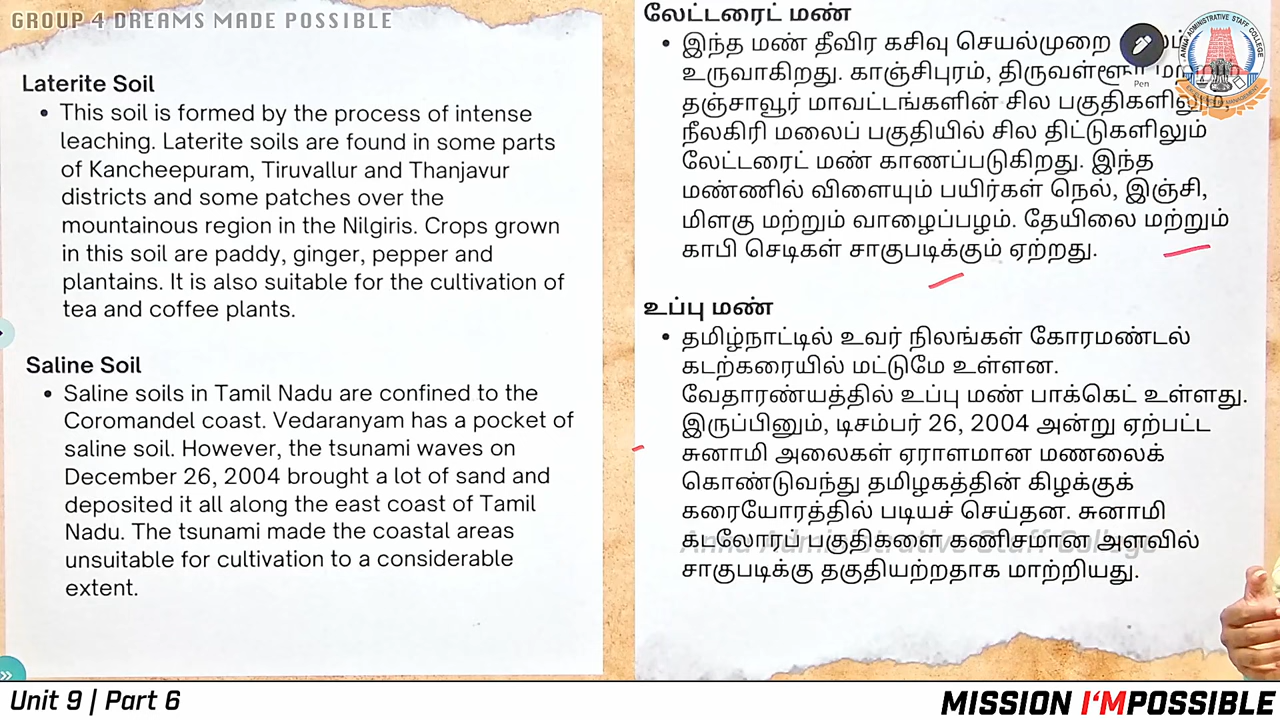 GROUP 4 DREAMS MADE POSSIBLE
Laterite Soil
• This soil is formed by the process of intense
leaching. Laterite soils are found in some parts
of Kancheepuram, Tiruvallur and Thanjavur
districts and some patches over the
mountainous region in the Nilgiris. Crops grown
in this soil are paddy, ginger, pepper and
plantains. It is also suitable for the cultivation of
tea and coffee plants.
Saline Soil
• Saline soils in Tamil Nadu are confined to the
Coromandel coast. Vedaranyam has a pocket of
saline soil. However, the tsunami waves on
December 26, 2004 brought a lot of sand and
deposited it all along the east coast of Tamil
Nadu. The tsunami made the coastal areas
unsuitable for cultivation to a considerable
extent.
லேட்டரைட் மண்
• இந்த மண் தீவிர கசிவு செயல்முறை
உருவாகிறது. காஞ்சிபுரம், திருவள்ளூர்
தஞ்சாவூர் மாவட்டங்களின் சில பகுதிகளிலும்,
நீலகிரி மலைப் பகுதியில் சில திட்டுகளிலும்
லேட்டரைட் மண் காணப்படுகிறது. இந்த
மண்ணில் விளையும் பயிர்கள் நெல், இஞ்சி,
மிளகு மற்றும் வாழைப்பழம். தேயிலை மற்றும்
காபி செடிகள் சாகுபடிக்கும் ஏற்றது.
உப்பு மண்
• தமிழ்நாட்டில் உவர் நிலங்கள் கோரமண்டல்
கடற்கரையில் மட்டுமே உள்ளன.
வேதாரண்யத்தில் உப்பு மண் பாக்கெட் உள்ளது.
இருப்பினும், டிசம்பர் 26, 2004 அன்று ஏற்பட்ட
சுனாமி அலைகள் ஏராளமான மணலைக்
கொண்டுவந்து தமிழகத்தின் கிழக்குக்
கரையோரத்தில் படியச் செய்தன. சுனாமி
கடலோரப் பகுதிகளை கணிசமான அளவில்
சாகுபடிக்கு தகுதியற்றதாக மாற்றியது.
Pen
ANNA ADMINISTRATIVE STAFF COLLEGE
Anna Administrative Staff College
Unit 9 | Part 6
MISSION I'MPOSSIBLE